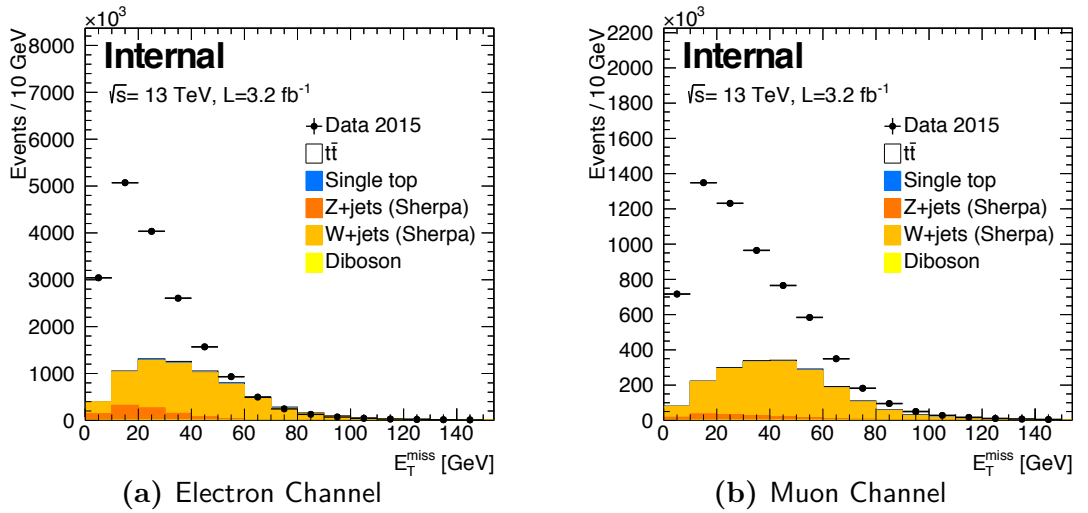 ×10³
Events / 10 GeV
8000
7000
6000
5000
4000
3000
2000
1000
0
Internal
√s= 13 TeV, L=3.2 fb⁻¹
Data 2015
tt̄
Single top
Z+jets (Sherpa)
W+jets (Sherpa)
Diboson
0 20 40 60 80 100 120 140
E_T^miss [GeV]
(a) Electron Channel
×10³
Events / 10 GeV
2200
2000
1800
1600
1400
1200
1000
800
600
400
200
0
Internal
√s= 13 TeV, L=3.2 fb⁻¹
Data 2015
tt̄
Single top
Z+jets (Sherpa)
W+jets (Sherpa)
Diboson
0 20 40 60 80 100 120 140
E_T^miss [GeV]
(b) Muon Channel